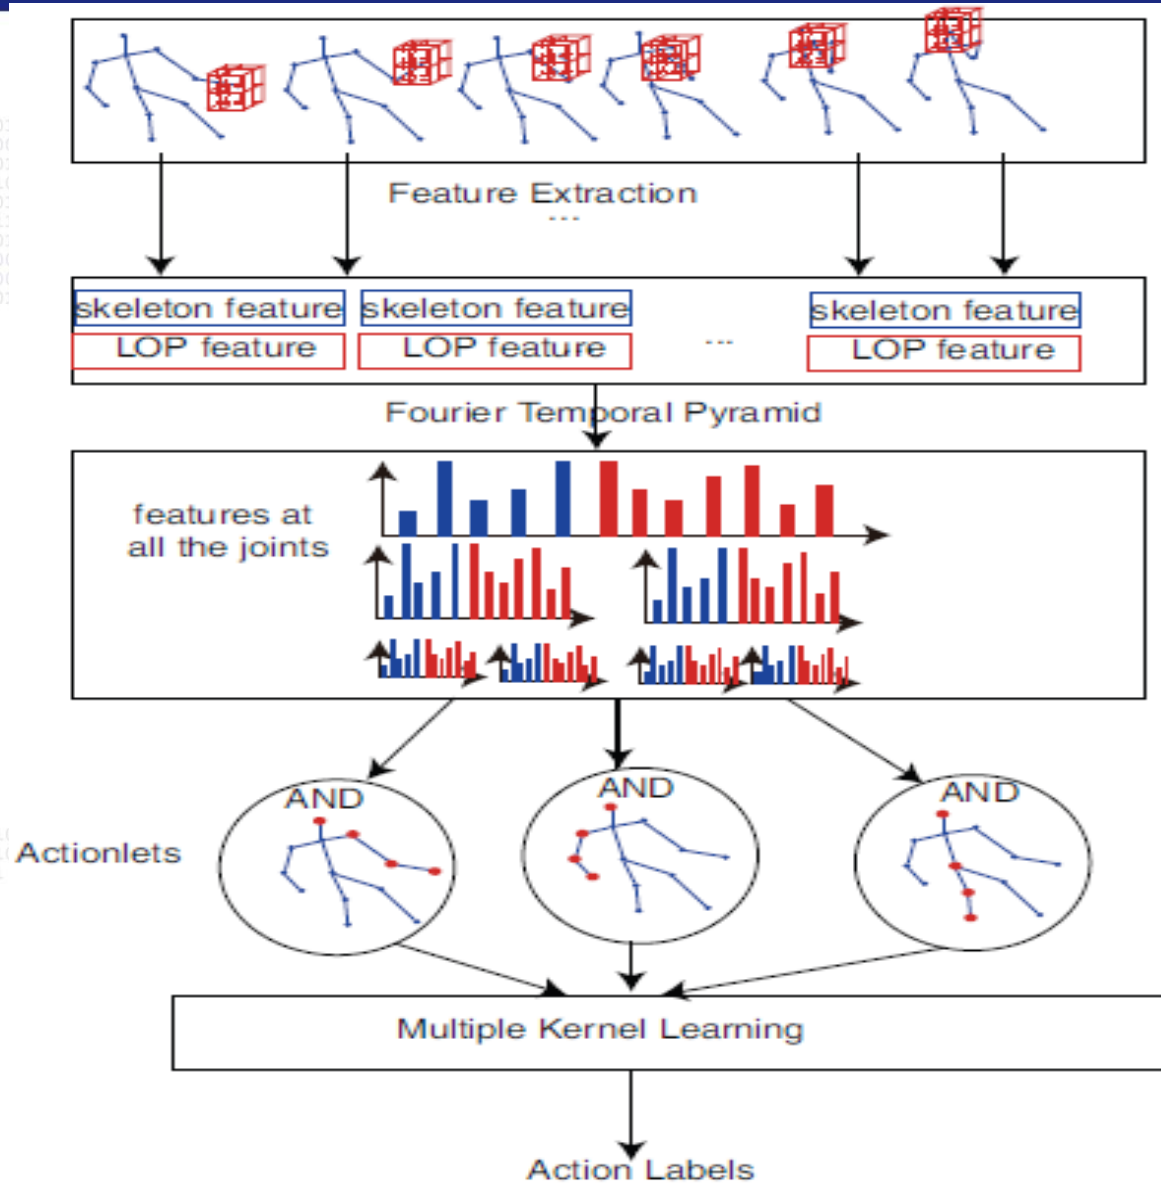 Feature Extraction
...
skeleton feature skeleton feature skeleton feature
LOP feature LOP feature ... LOP feature
Fourier Temporal Pyramid
features at
all the joints
AND AND AND
Actionlets
Multiple Kernel Learning
Action Labels